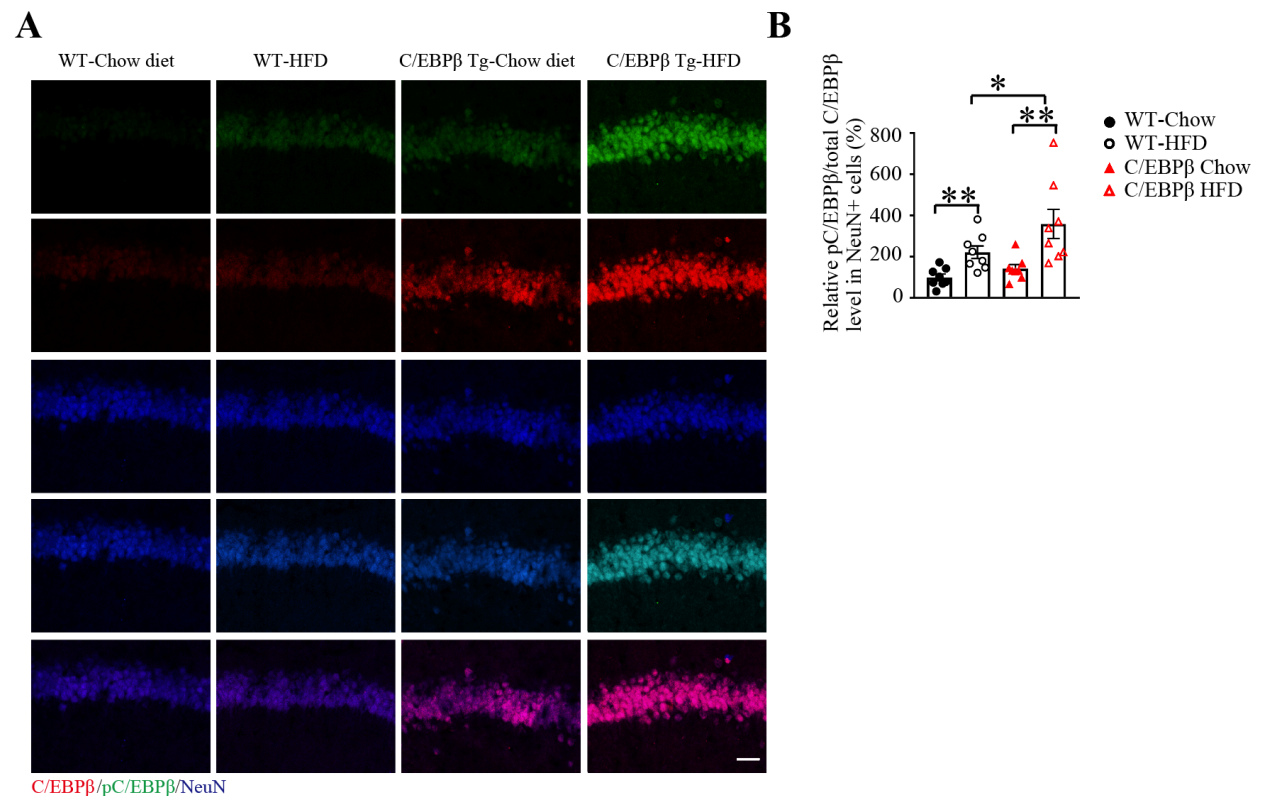 A
B
WT-Chow diet
WT-HFD
C/EBPβ Tg-Chow diet
C/EBPβ Tg-HFD
C/EBPβ/pC/EBPβ/NeuN
Relative pC/EBPβ/total C/EBPβ
level in NeuN+ cells (%)
800
600
400
200
0
**
*
**
WT-Chow
WT-HFD
C/EBPβ Chow
C/EBPβ HFD